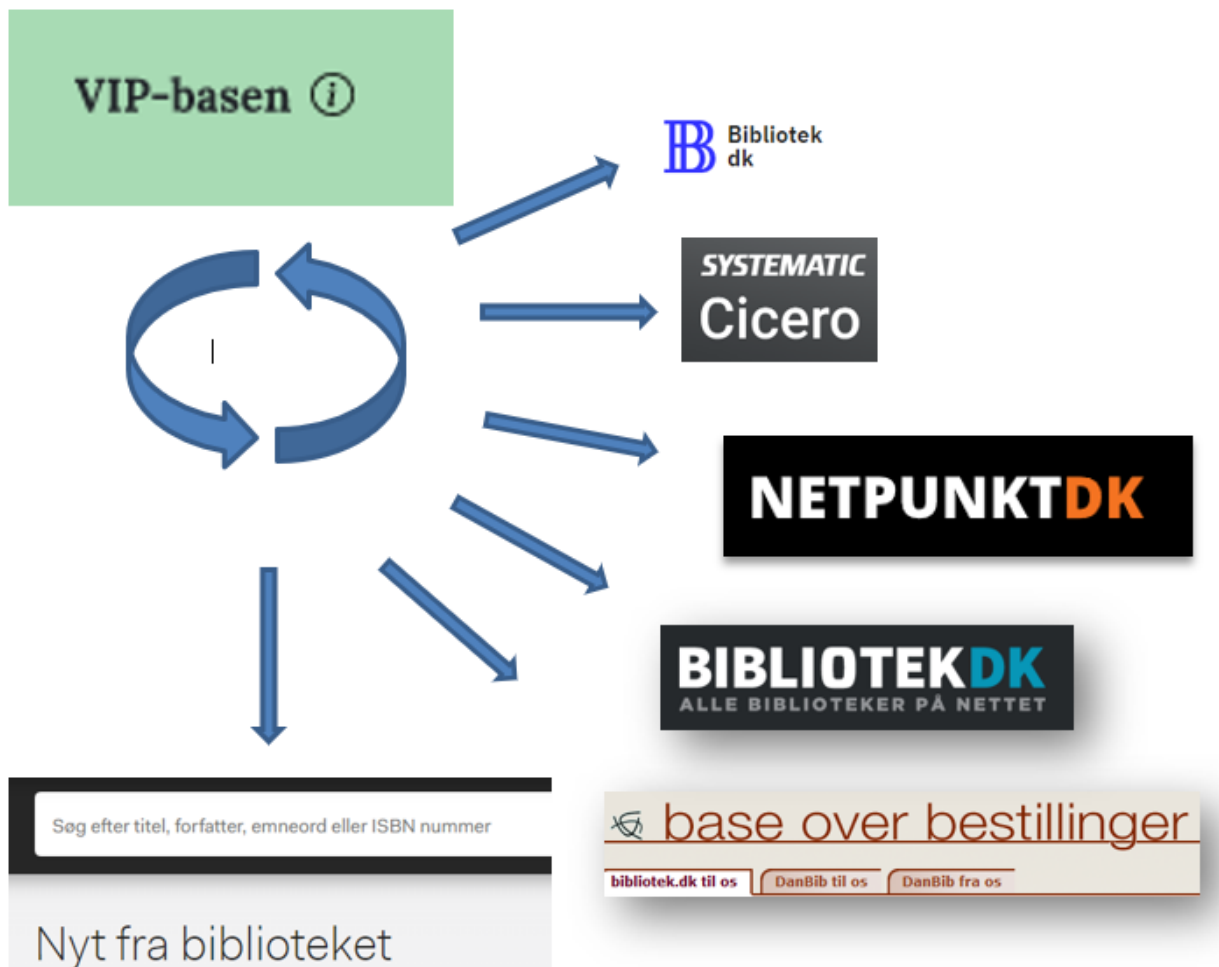 VIP-basen
Bibliotek
dk
SYSTEMATIC
Cicero
NETPUNKTDK
BIBLIOTEKDK
ALLE BIBLIOTEKER PÅ NETTET
Søg efter titel, forfatter, emneord eller ISBN nummer
Nyt fra biblioteket
base over bestillinger
bibliotek.dk til os DanBib til os DanBib fra os